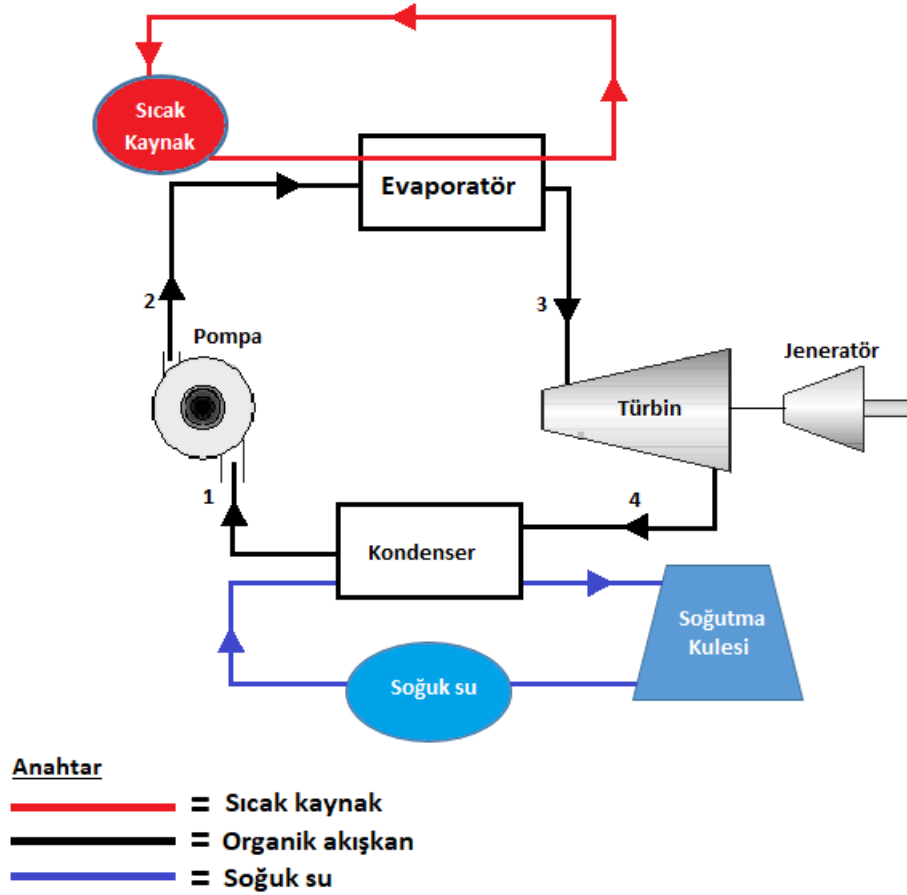 Sıcak
Kaynak
Evaporatör
2
3
Pompa
Jeneratör
Türbin
1
4
Kondenser
Soğutma
Kulesi
Soğuk su
Anahtar
= Sıcak kaynak
= Organik akışkan
= Soğuk su